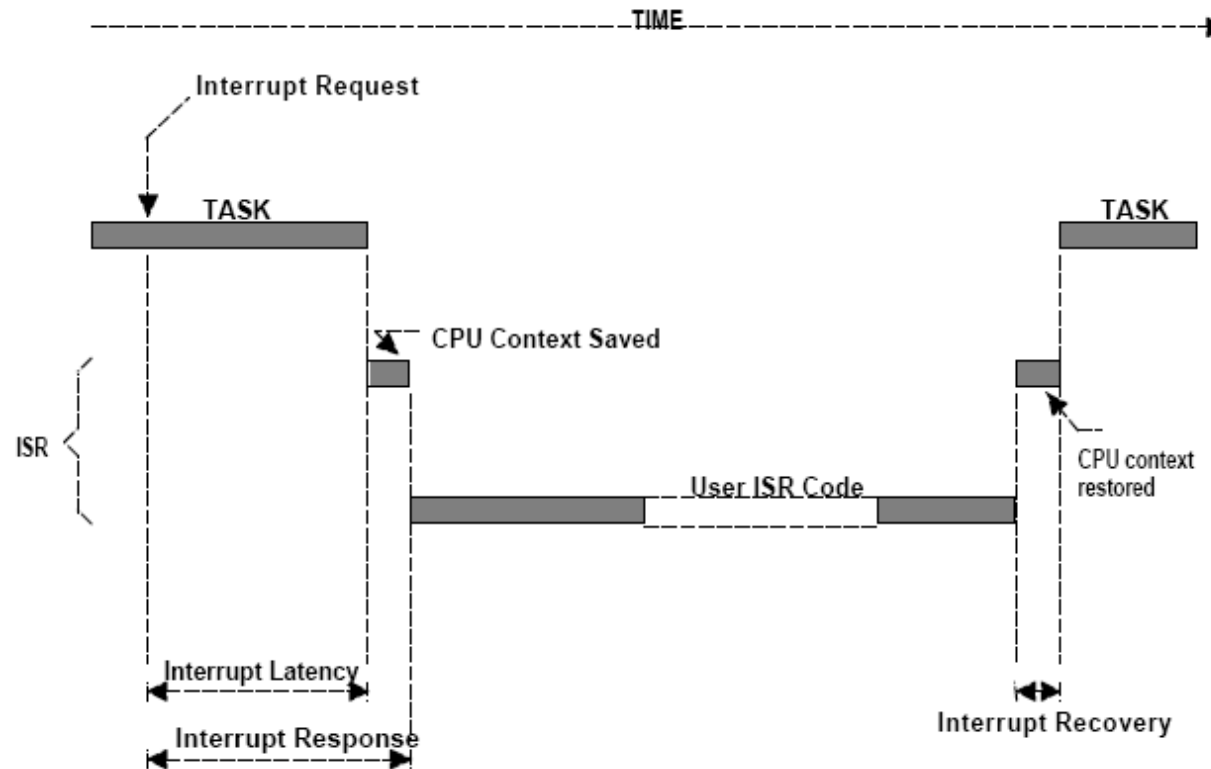 TIME
Interrupt Request
TASK
TASK
CPU Context Saved
ISR
CPU context
restored
User ISR Code
Interrupt Latency
Interrupt Recovery
Interrupt Response